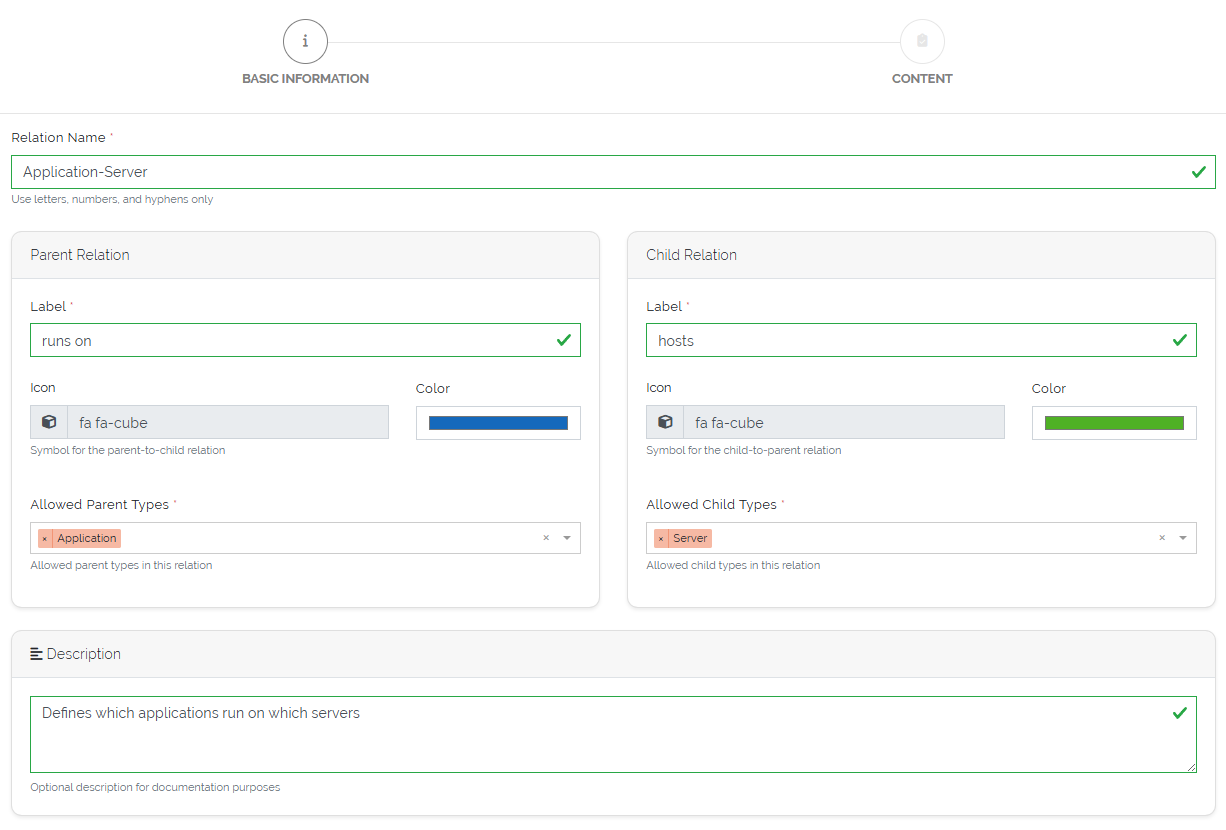 BASIC INFORMATION
CONTENT
Relation Name *
Application-Server
Use letters, numbers, and hyphens only
Parent Relation
Label *
runs on
Icon
Color
fa fa-cube
Symbol for the parent-to-child relation
Allowed Parent Types *
× Application
Allowed parent types in this relation
Child Relation
Label *
hosts
Icon
Color
fa fa-cube
Symbol for the child-to-parent relation
Allowed Child Types *
× Server
Allowed child types in this relation
Description
Defines which applications run on which servers
Optional description for documentation purposes